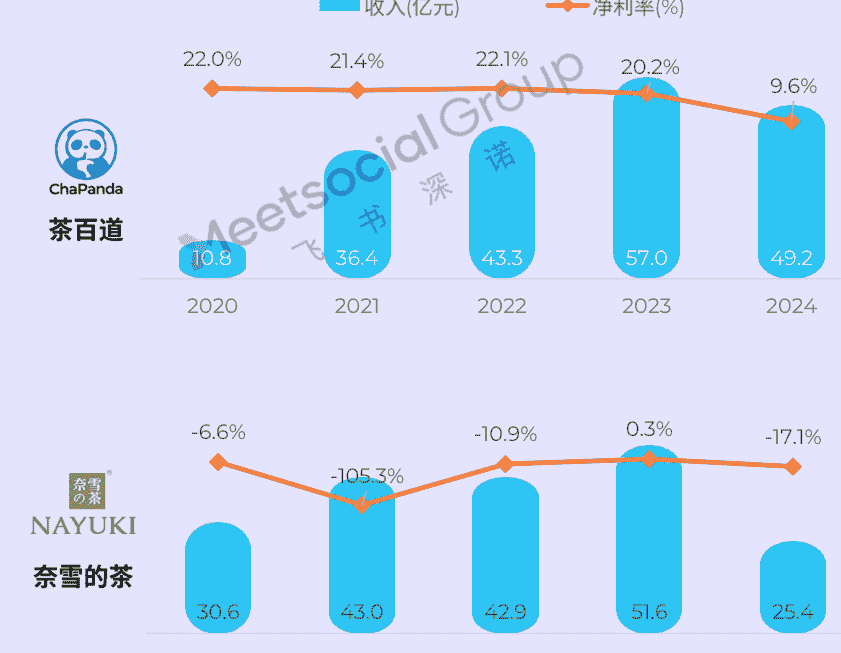 收入(亿元) 净利率(%)
22.0% 21.4% 22.1% 20.2% 9.6%
ChaPanda
茶百道
10.8 36.4 43.3 57.0 49.2
2020 2021 2022 2023 2024
Meetsocial Group
飞书深诺
-6.6% -105.3% -10.9% 0.3% -17.1%
奈雪
の茶
®
NAYUKI
奈雪的茶
30.6 43.0 42.9 51.6 25.4